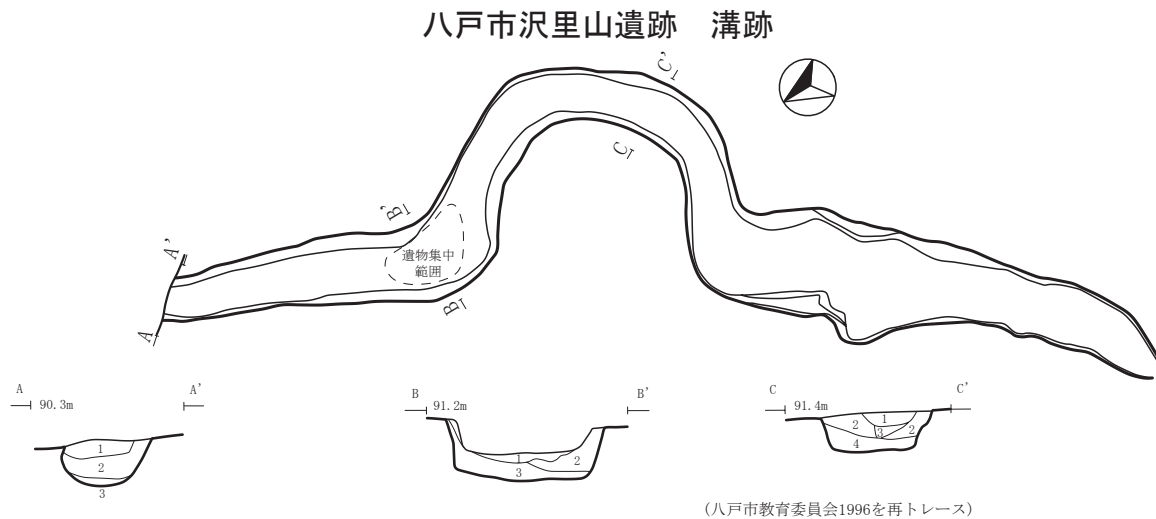 八戸市沢里山遺跡　溝跡
C'
C
B'
遺物集中
範囲
B
A'
A
A
A'
90.3m
1
2
3
B
B'
91.2m
1
2
3
C
C'
91.4m
2
1
3
2
4
（八戸市教育委員会1996を再トレース）